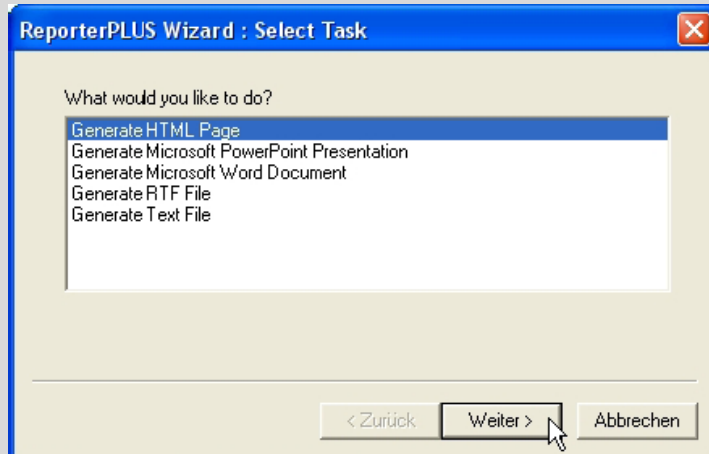 ReporterPLUS Wizard : Select Task
What would you like to do?
Generate HTML Page
Generate Microsoft PowerPoint Presentation
Generate Microsoft Word Document
Generate RTF File
Generate Text File
< Zurück Weiter > Abbrechen